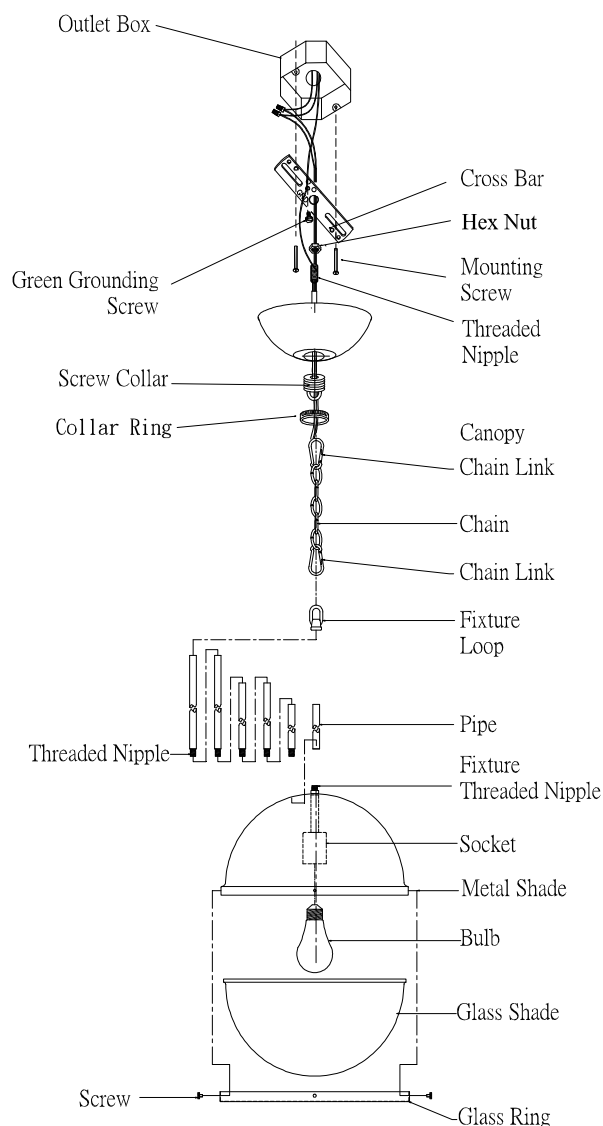 Outlet Box
Cross Bar
Hex Nut
Green Grounding
Screw
Mounting
Screw
Threaded
Nipple
Screw Collar
Collar Ring
Canopy
Chain Link
Chain
Chain Link
Fixture
Loop
Pipe
Threaded Nipple
Fixture
Threaded Nipple
Socket
Metal Shade
Bulb
Glass Shade
Screw
Glass Ring